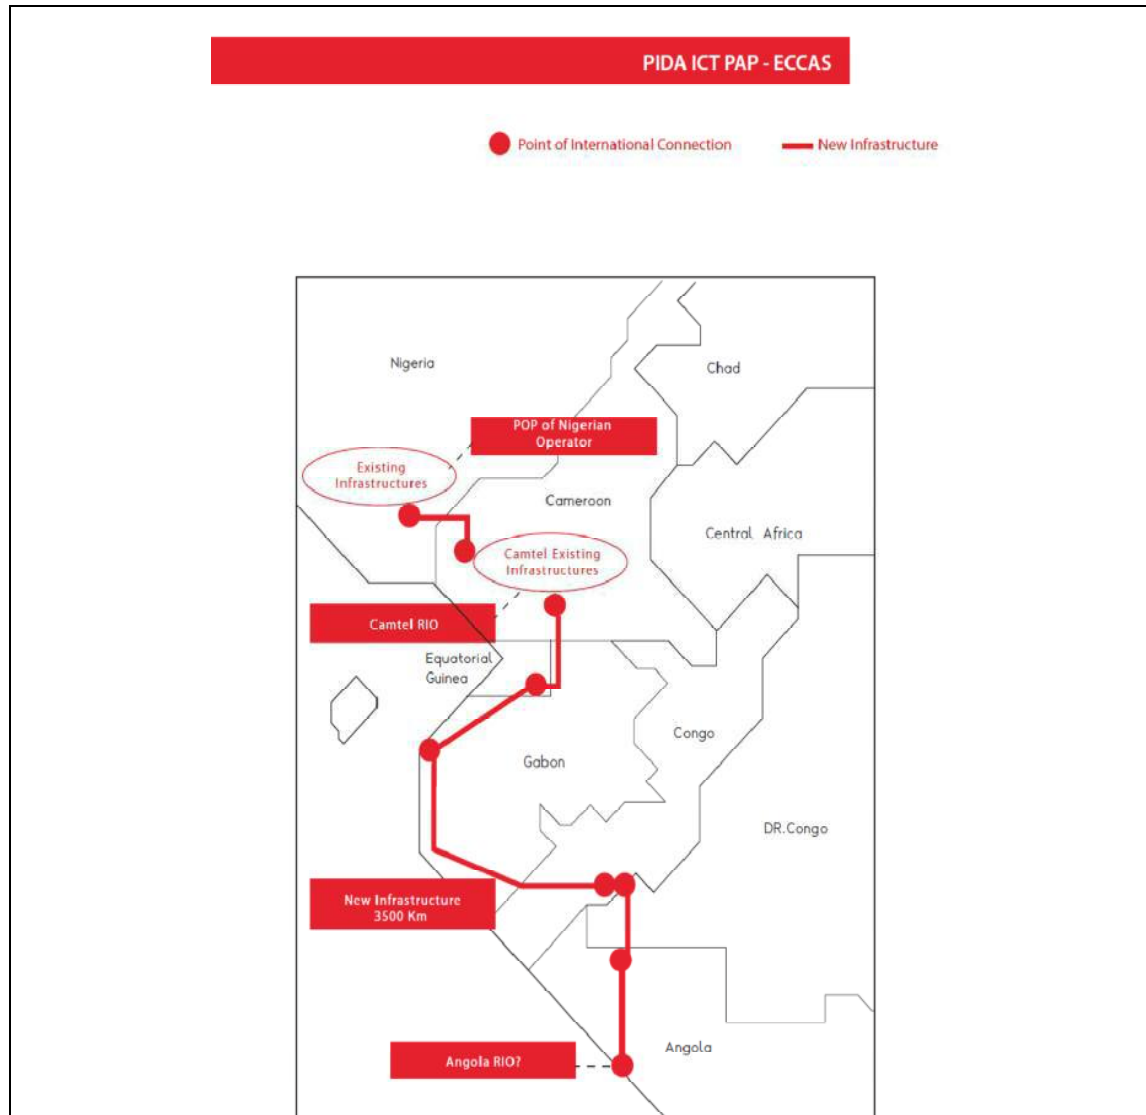 PIDA ICT PAP - ECCAS
Point of International Connection
New Infrastructure
Nigeria
Chad
POP of Nigerian
Operator
Existing
Infrastructures
Cameroon
Central Africa
Camtel Existing
Infrastructures
Camtel RIO
Equatorial
Guinea
Congo
Gabon
DR.Congo
New Infrastructure
3500 Km
Angola
Angola RIO?